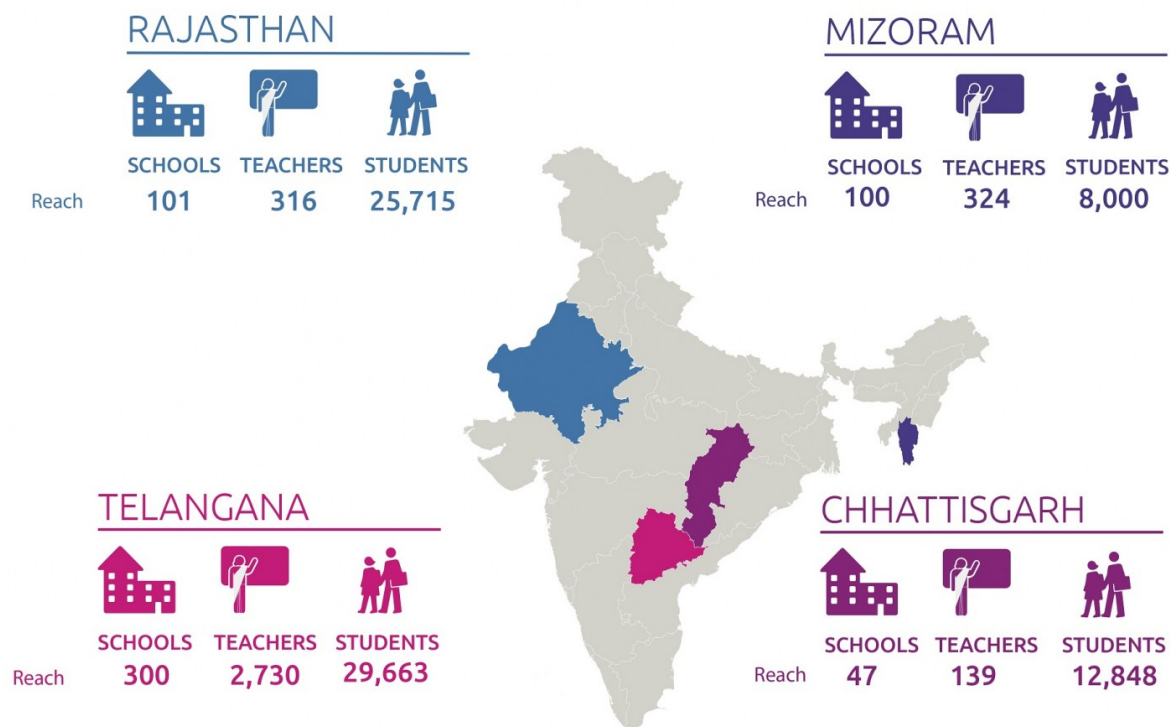 RAJASTHAN
SCHOOLS TEACHERS STUDENTS
Reach 101 316 25,715
MIZORAM
SCHOOLS TEACHERS STUDENTS
Reach 100 324 8,000
TELANGANA
SCHOOLS TEACHERS STUDENTS
Reach 300 2,730 29,663
CHHATTISGARH
SCHOOLS TEACHERS STUDENTS
Reach 47 139 12,848